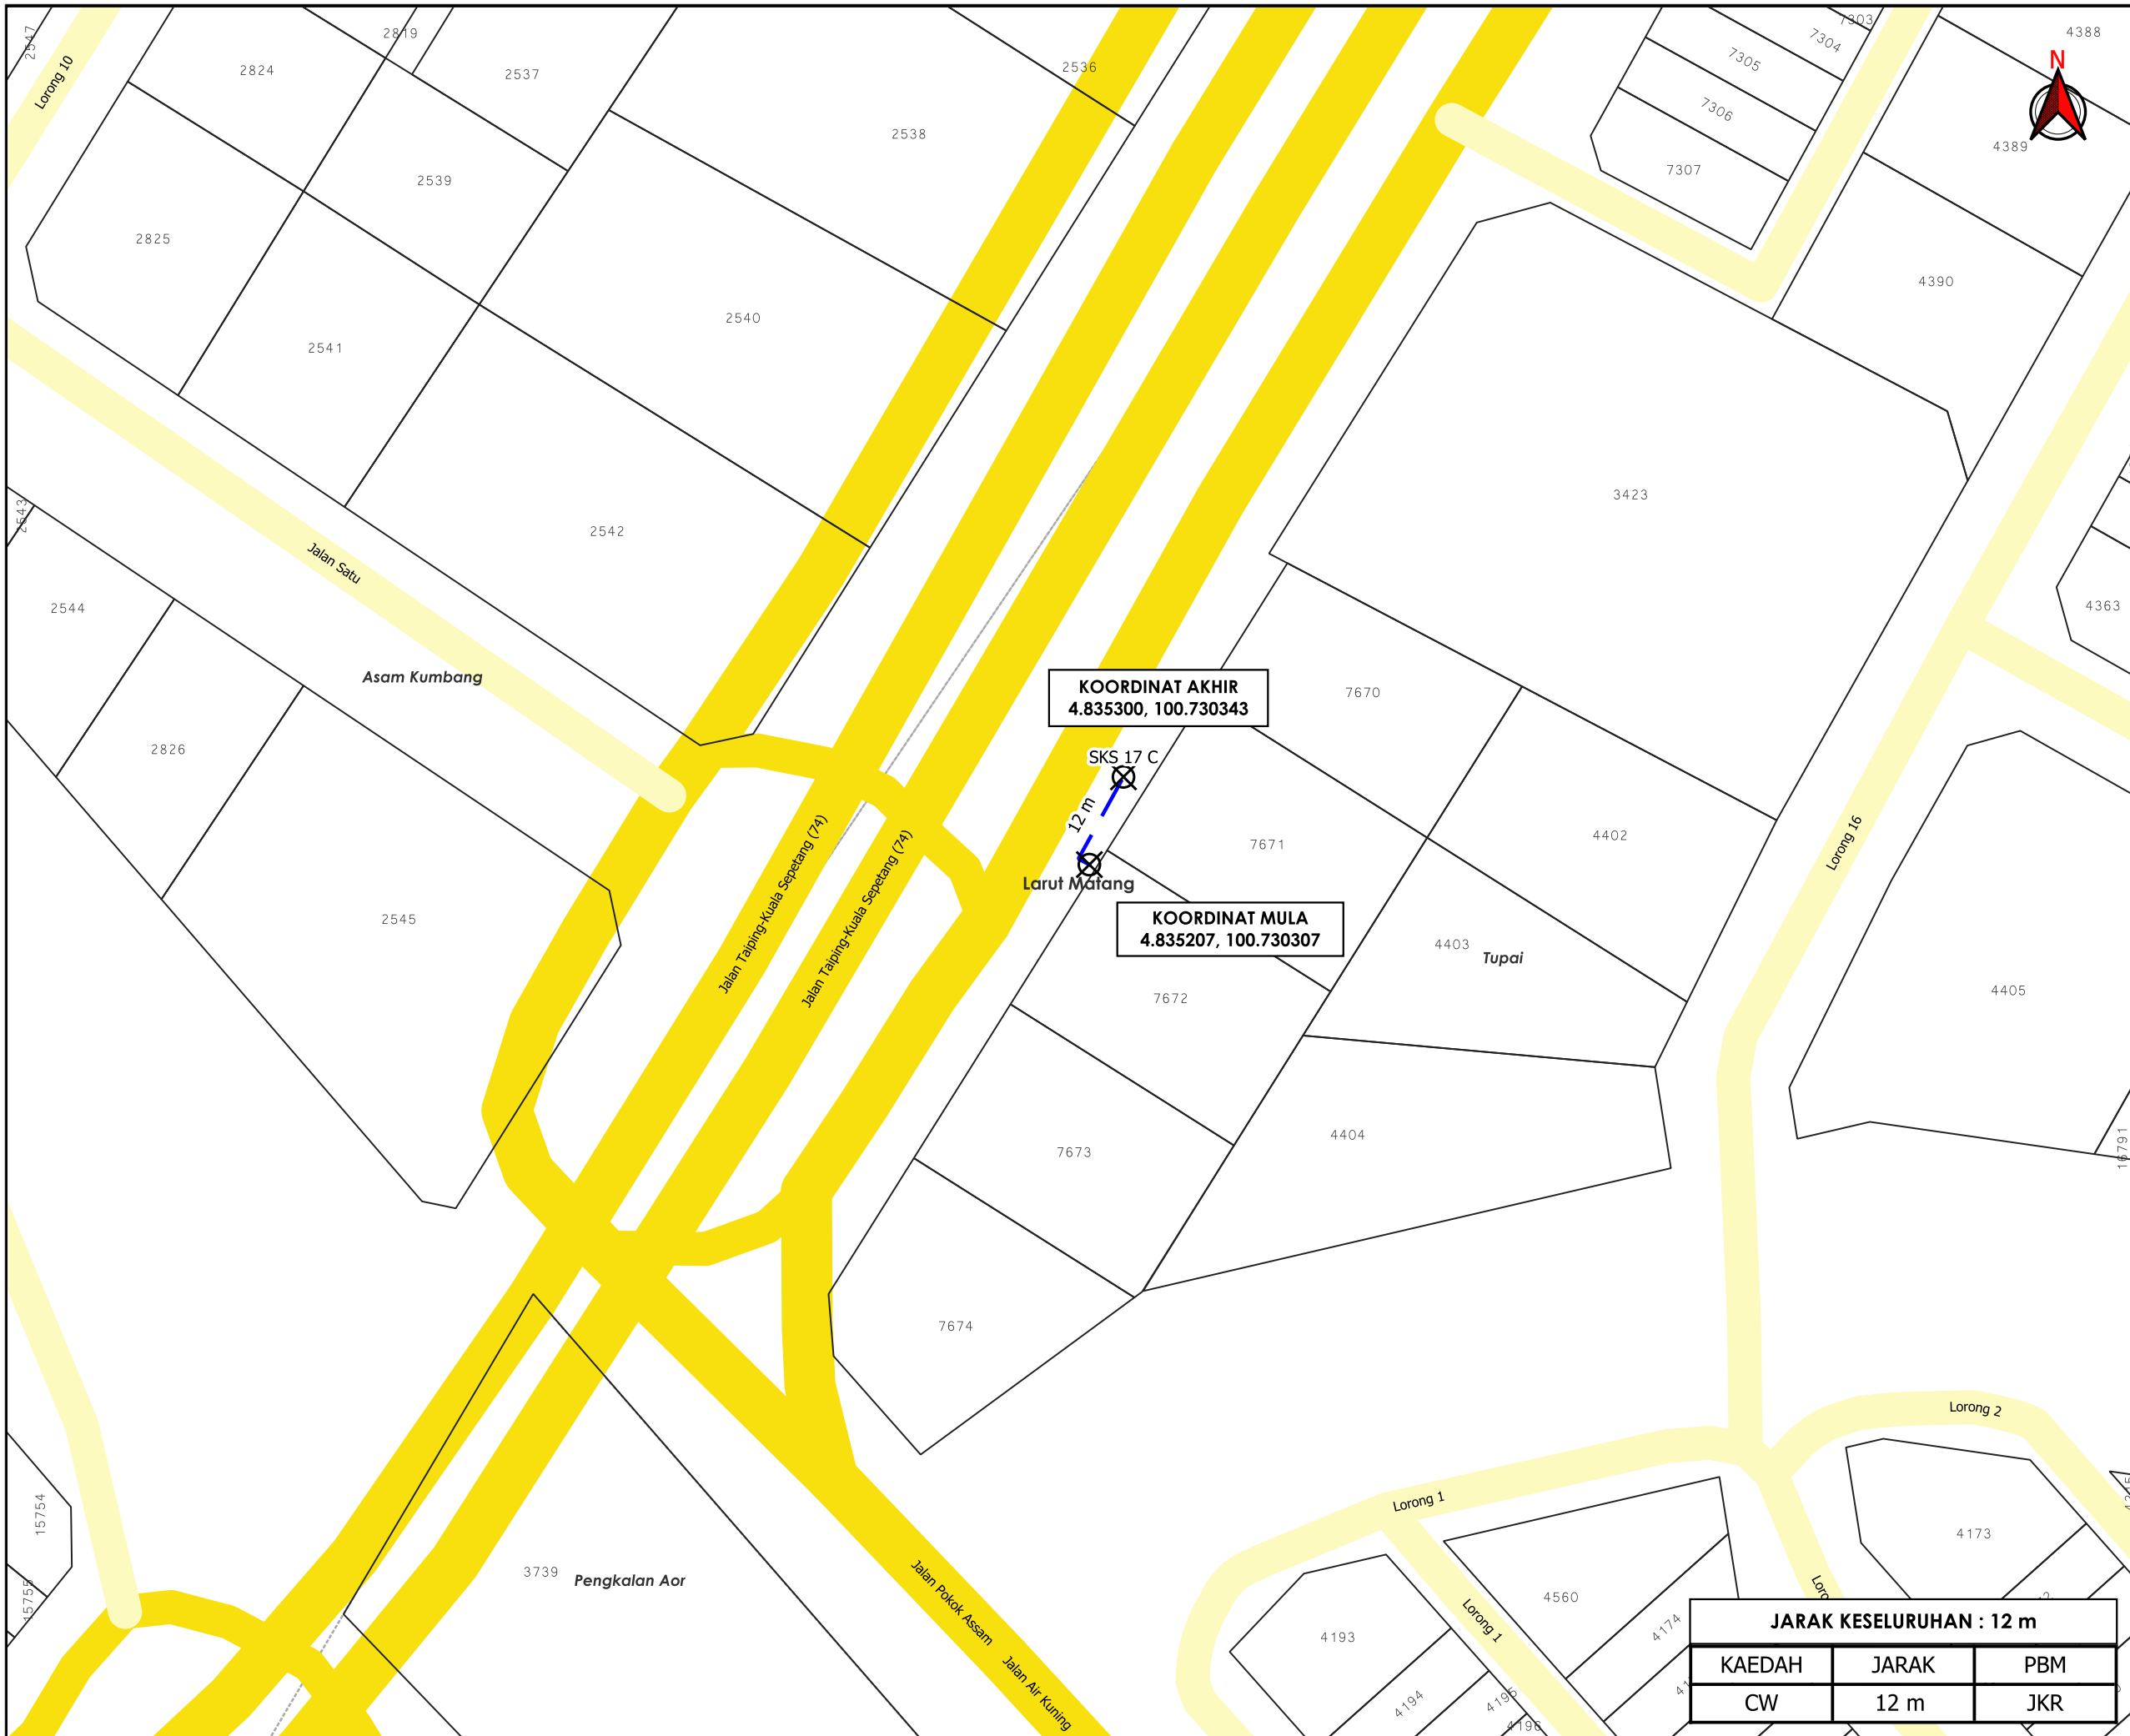 2547
Lorong 10
2824
2819
2537
2536
2538
2539
2825
2540
2541
2542
7303
7304
7305
7306
7307
4388
N
4389
4390
3423
4363
2543
2544
Jalan Satu
Asam Kumbang
2826
2545
KOORDINAT AKHIR
4.835300, 100.730343
SKS 17 C
12 m
Larut Matang
KOORDINAT MULA
4.835207, 100.730307
Jalan Taiping-Kuala Sepetang (74)
Jalan Taiping-Kuala Sepetang (74)
7670
7671
4402
Lorong 16
4403
Tupai
4405
7672
7673
4404
16791
7674
Lorong 2
Lorong 1
4173
15754
15755
3739
Pengkalan Aor
Jalan Pokok Assam
Jalan Air Kuning
4193
Lorong 1
4560
4174
4194
4195
4196
JARAK KESELURUHAN : 12 m
KAEDAH JARAK PBM
CW 12 m JKR